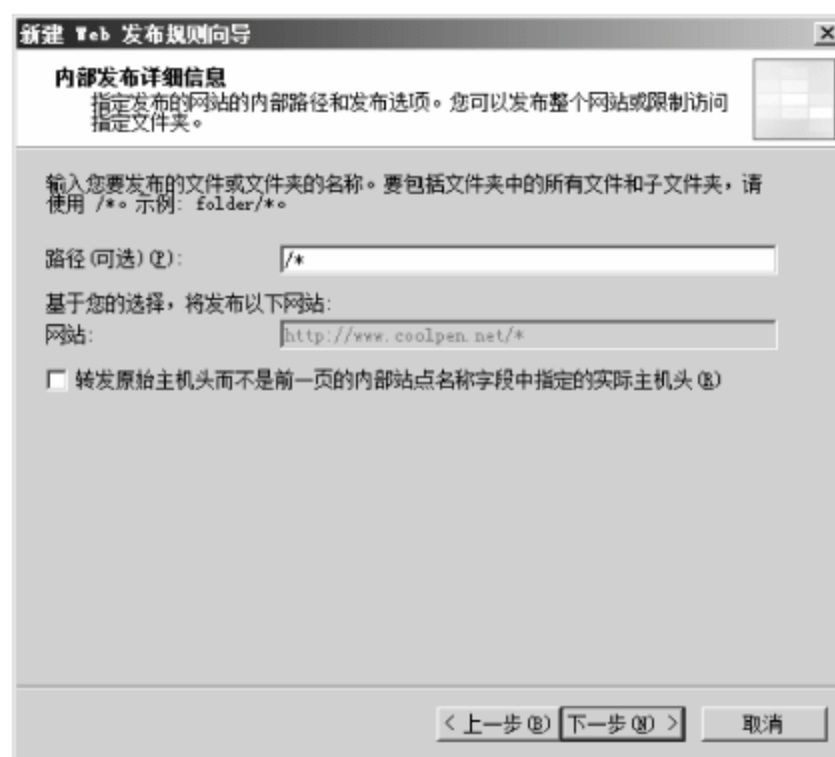 新建 Web 发布规则向导
内部发布详细信息
指定发布的网站的内部路径和发布选项。您可以发布整个网站或限制访问
指定文件夹。
输入您要发布的文件或文件夹的名称。要包括文件夹中的所有文件和子文件夹，请
使用 /*。示例: folder/*。
路径(可选)(P): /*
基于您的选择，将发布以下网站:
网站: http://www.coolpen.net/*
转发原始主机头而不是前一页的内部站点名称字段中指定的实际主机头(R)
< 上一步(B) 下一步(N) > 取消